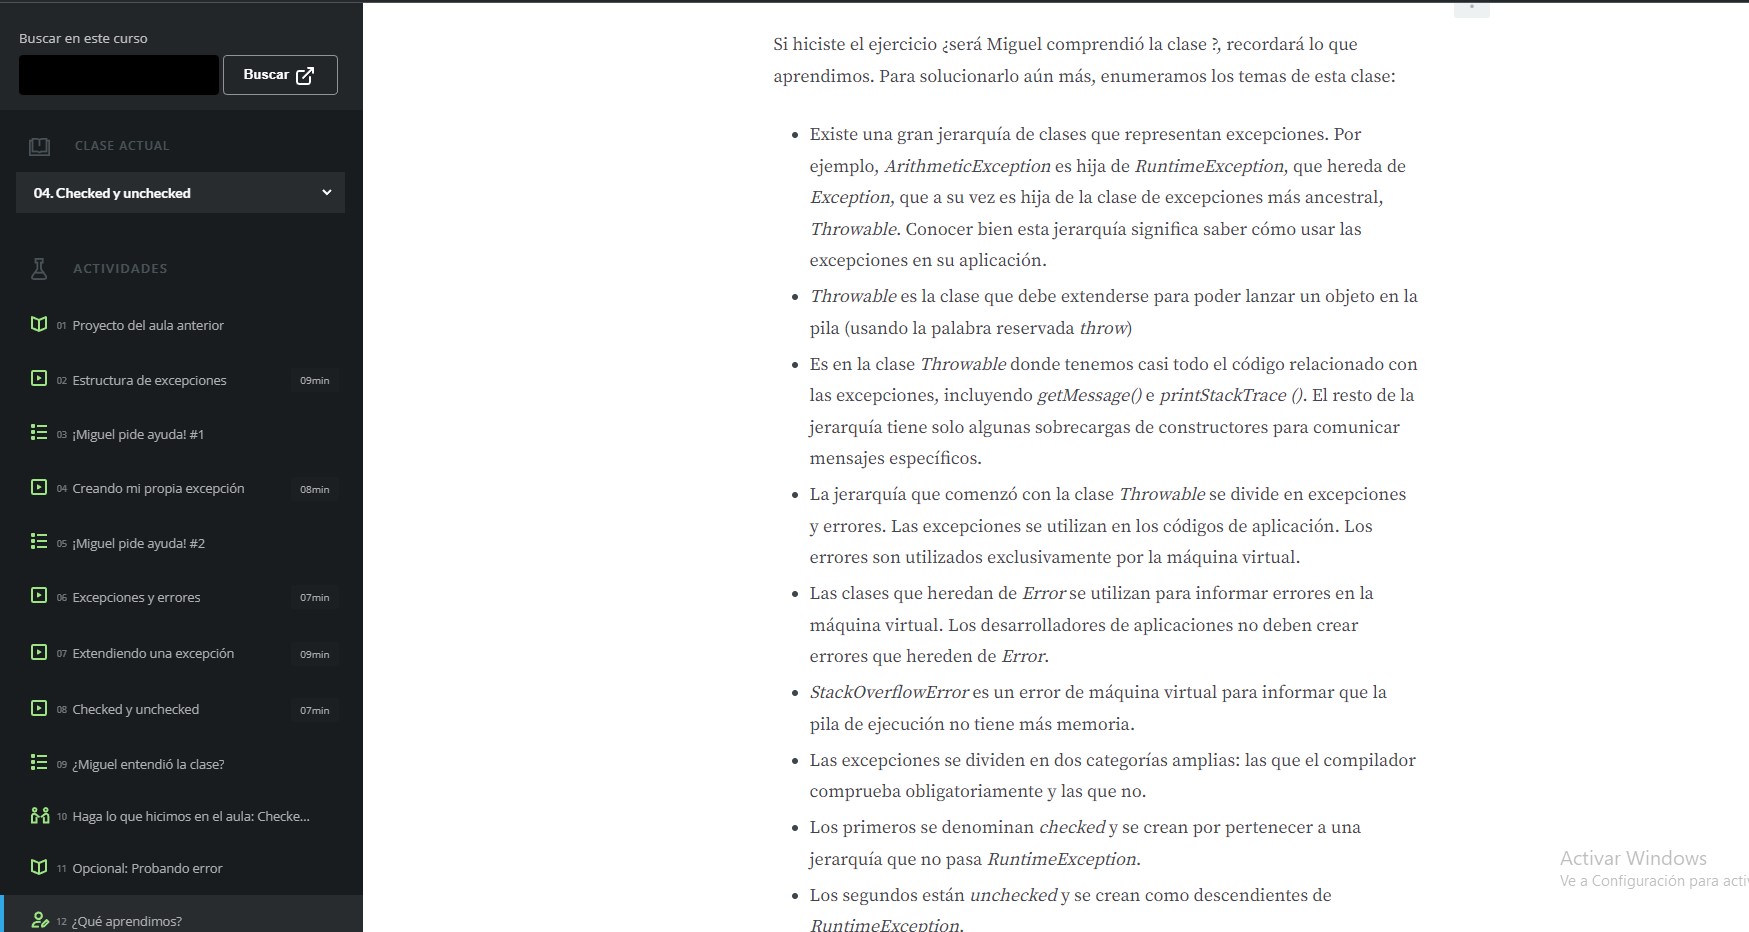 Buscar en este curso
Buscar
CLASE ACTUAL
04. Checked y unchecked
ACTIVIDADES
01 Proyecto del aula anterior
02 Estructura de excepciones 09min
03 ¡Miguel pide ayuda! #1
04 Creando mi propia excepción 08min
05 ¡Miguel pide ayuda! #2
06 Excepciones y errores 07min
07 Extendiendo una excepción 09min
08 Checked y unchecked 07min
09 ¿Miguel entendió la clase?
10 Haga lo que hicimos en el aula: Checke...
11 Opcional: Probando error
12 ¿Qué aprendimos?
Si hiciste el ejercicio ¿será Miguel comprendió la clase ?, recordará lo que
aprendimos. Para solucionarlo aún más, enumeramos los temas de esta clase:
• Existe una gran jerarquía de clases que representan excepciones. Por
ejemplo, ArithmeticException es hija de RuntimeException, que hereda de
Exception, que a su vez es hija de la clase de excepciones más ancestral,
Throwable. Conocer bien esta jerarquía significa saber cómo usar las
excepciones en su aplicación.
• Throwable es la clase que debe extenderse para poder lanzar un objeto en la
pila (usando la palabra reservada throw)
• Es en la clase Throwable donde tenemos casi todo el código relacionado con
las excepciones, incluyendo getMessage() e printStackTrace (). El resto de la
jerarquía tiene solo algunas sobrecargas de constructores para comunicar
mensajes específicos.
• La jerarquía que comenzó con la clase Throwable se divide en excepciones
y errores. Las excepciones se utilizan en los códigos de aplicación. Los
errores son utilizados exclusivamente por la máquina virtual.
• Las clases que heredan de Error se utilizan para informar errores en la
máquina virtual. Los desarrolladores de aplicaciones no deben crear
errores que hereden de Error.
• StackOverflowError es un error de máquina virtual para informar que la
pila de ejecución no tiene más memoria.
• Las excepciones se dividen en dos categorías amplias: las que el compilador
comprueba obligatoriamente y las que no.
• Los primeros se denominan checked y se crean por pertenecer a una
jerarquía que no pasa RuntimeException.
• Los segundos están unchecked y se crean como descendientes de
RuntimeException.
Activar Windows
Ve a Configuración para activ